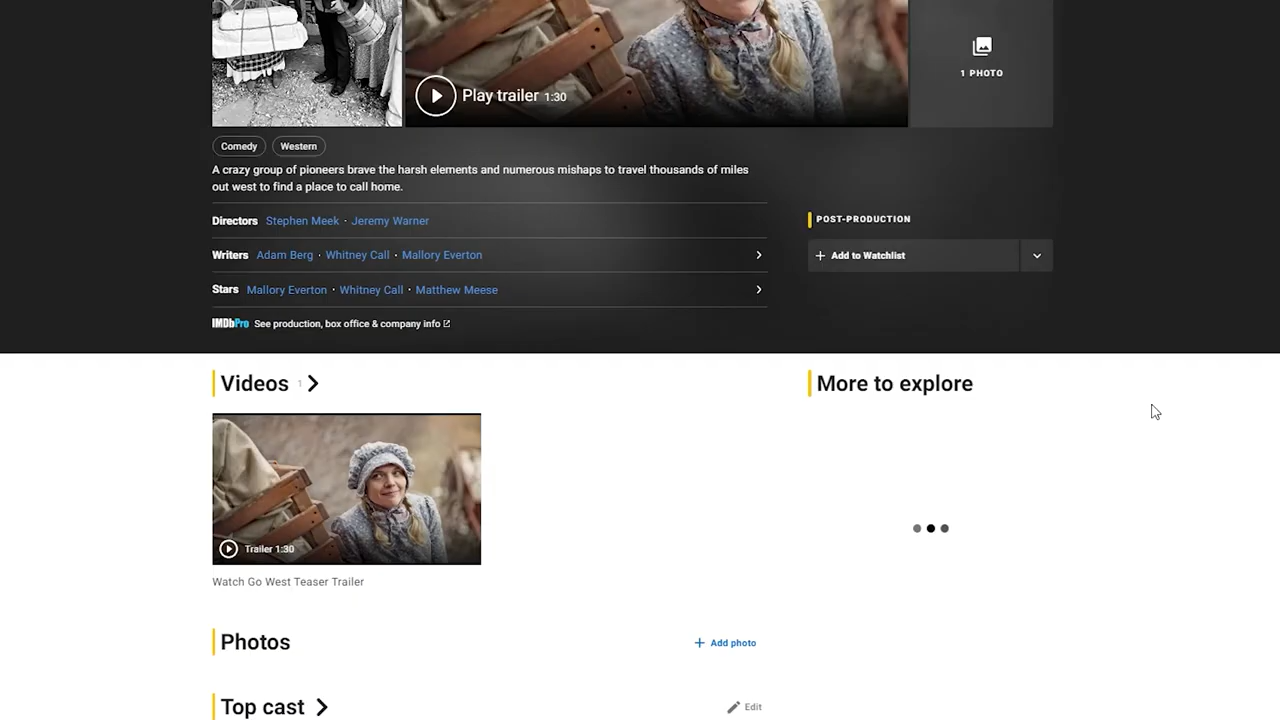 Play trailer 1:30
1 PHOTO
Comedy
Western
A crazy group of pioneers brave the harsh elements and numerous mishaps to travel thousands of miles
out west to find a place to call home.
Directors Stephen Meek · Jeremy Warner
Writers Adam Berg · Whitney Call · Mallory Everton
Stars Mallory Everton · Whitney Call · Matthew Meese
IMDbPro See production, box office & company info
POST-PRODUCTION
+ Add to Watchlist
Videos 1
Trailer 1:30
Watch Go West Teaser Trailer
More to explore
Photos
+ Add photo
Top cast
Edit